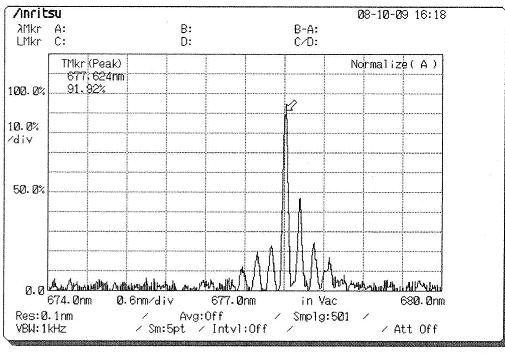 Anritsu 08-10-09 16:18
λMkr A: B: B-A:
LMkr C: D: C/D:
TMkr(Peak) Normalize( A )
677.624nm
91.92%
100.0%
10.0%
/div
50.0%
0.0
674.0nm 0.6nm/div 677.0nm in Vac 680.0nm
Res:0.1nm / Avg:Off / Smplg:501 /
VBW:1kHz / Sm:5pt / Intvl:Off / / Att Off